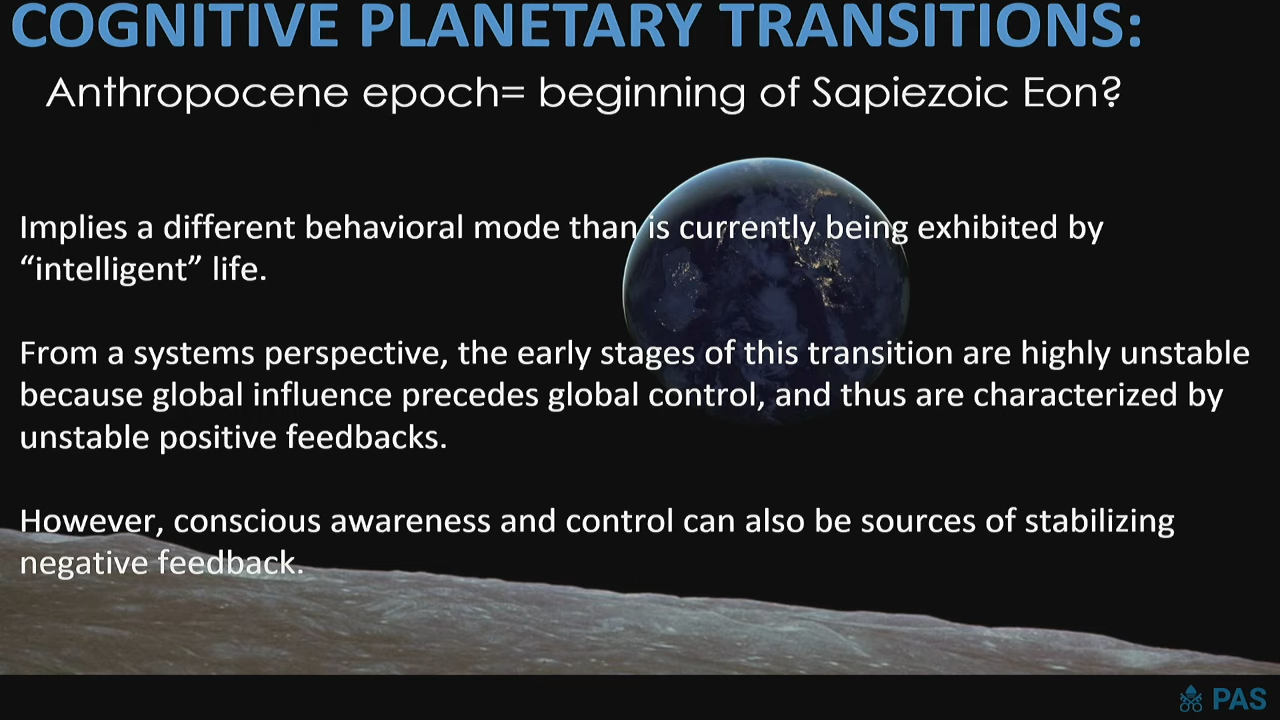 COGNITIVE PLANETARY TRANSITIONS:
Anthropocene epoch= beginning of Sapiezoic Eon?
Implies a different behavioral mode than is currently being exhibited by
“intelligent” life.
From a systems perspective, the early stages of this transition are highly unstable
because global influence precedes global control, and thus are characterized by
unstable positive feedbacks.
However, conscious awareness and control can also be sources of stabilizing
negative feedback.
PAS